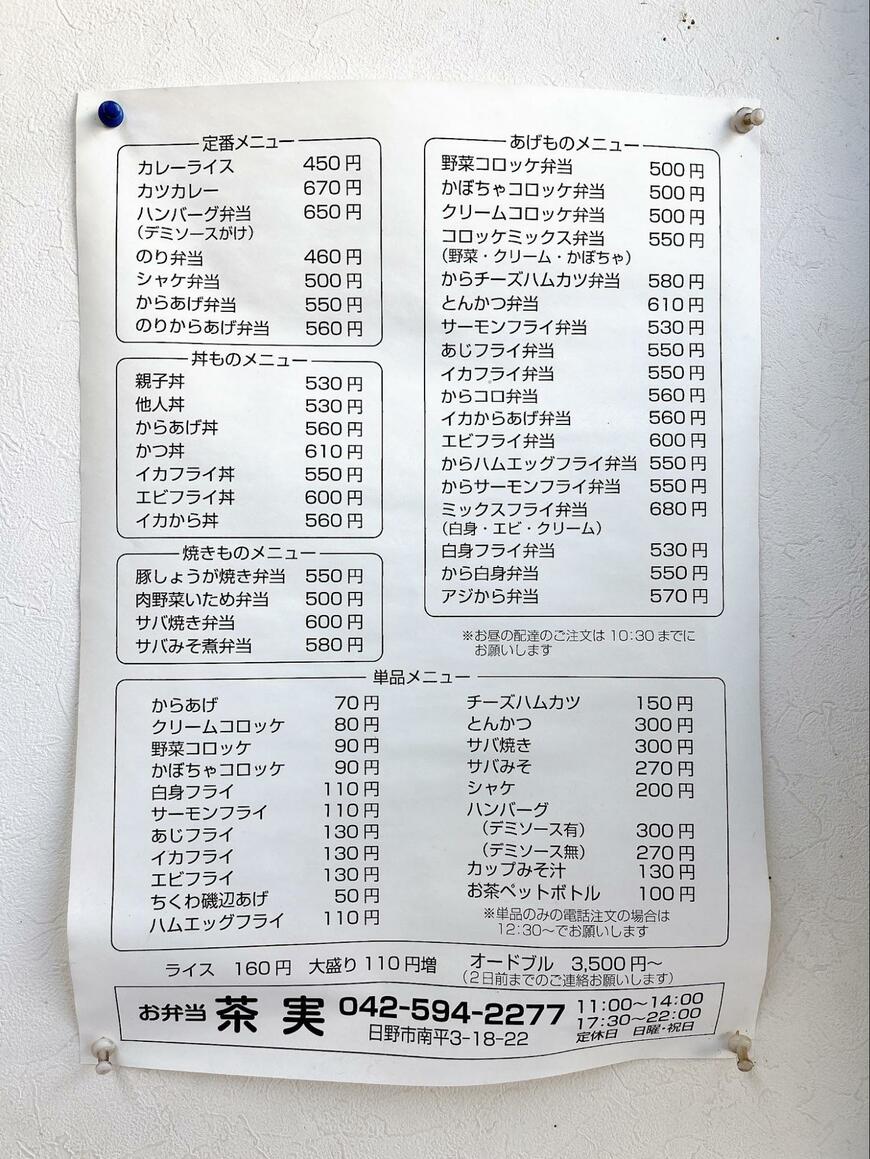 定番メニュー
カレーライス 450円
カツカレー 670円
ハンバーグ弁当 650円
（デミソースがけ）
のり弁当 460円
シャケ弁当 500円
からあげ弁当 550円
のりからあげ弁当 560円
丼ものメニュー
親子丼 530円
他人丼 530円
からあげ丼 560円
かつ丼 610円
イカフライ丼 550円
エビフライ丼 600円
イカから丼 560円
焼きものメニュー
豚しょうが焼き弁当 550円
肉野菜いため弁当 500円
サバ焼き弁当 600円
サバみそ煮弁当 580円
あげものメニュー
野菜コロッケ弁当 500円
かぼちゃコロッケ弁当 500円
クリームコロッケ弁当 500円
コロッケミックス弁当 550円
（野菜・クリーム・かぼちゃ）
からチーズハムカツ弁当 580円
とんかつ弁当 610円
サーモンフライ弁当 530円
あじフライ弁当 550円
イカフライ弁当 550円
からコロ弁当 560円
イカからあげ弁当 560円
エビフライ弁当 600円
からハムエッグフライ弁当 550円
からサーモンフライ弁当 550円
ミックスフライ弁当 680円
（白身・エビ・クリーム）
白身フライ弁当 530円
から白身弁当 550円
アジから弁当 570円
※お昼の配達のご注文は10:30までに
お願いします
単品メニュー
からあげ 70円
クリームコロッケ 80円
野菜コロッケ 90円
かぼちゃコロッケ 90円
白身フライ 110円
サーモンフライ 110円
あじフライ 130円
イカフライ 130円
エビフライ 130円
ちくわ磯辺あげ 50円
ハムエッグフライ 110円
チーズハムカツ 150円
とんかつ 300円
サバ焼き 300円
サバみそ 270円
シャケ 200円
ハンバーグ
（デミソース有） 300円
（デミソース無） 270円
カップみそ汁 130円
お茶ペットボトル 100円
※単品のみの電話注文の場合は
12:30〜でお願いします
ライス 160円 大盛り110円増 オードブル 3,500円〜
（2日前までのご連絡お願いします）
お弁当 茶実 042-594-2277
日野市南平3-18-22
11:00〜14:00
17:30〜22:00
定休日 日曜・祝日